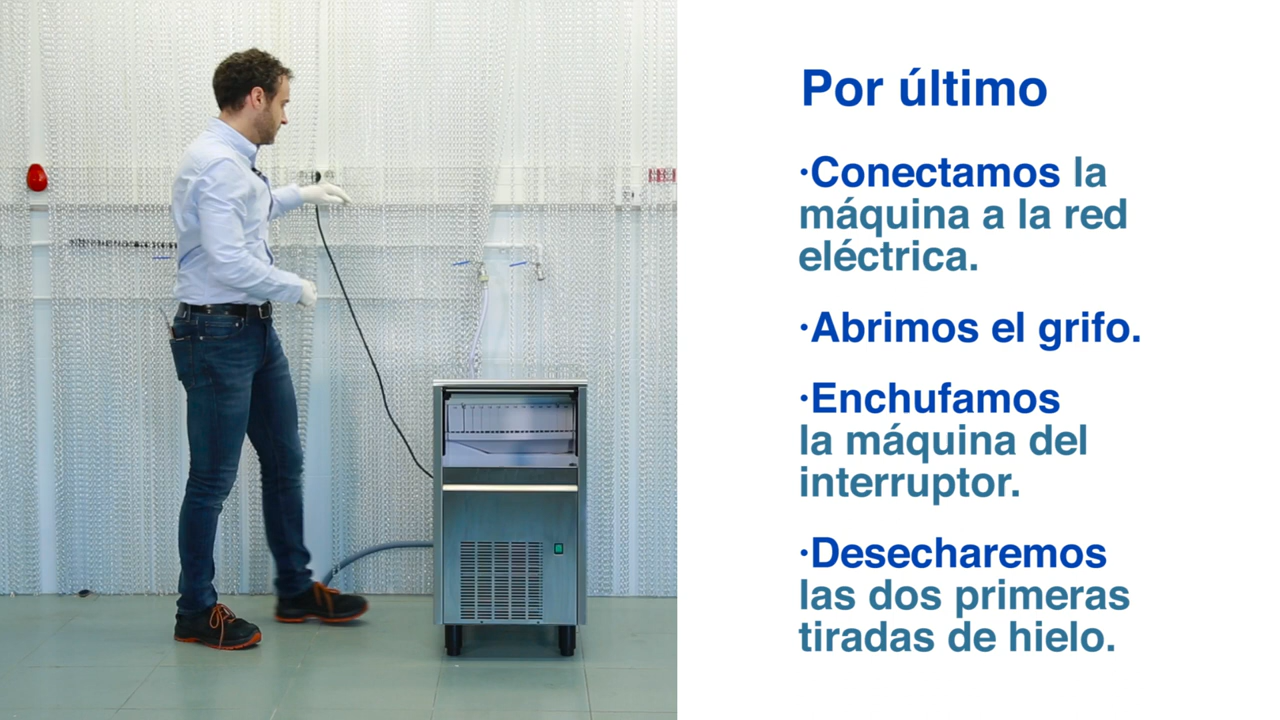 Por último
·Conectamos la
máquina a la red
eléctrica.
·Abrimos el grifo.
·Enchufamos
la máquina del
interruptor.
·Desecharemos
las dos primeras
tiradas de hielo.